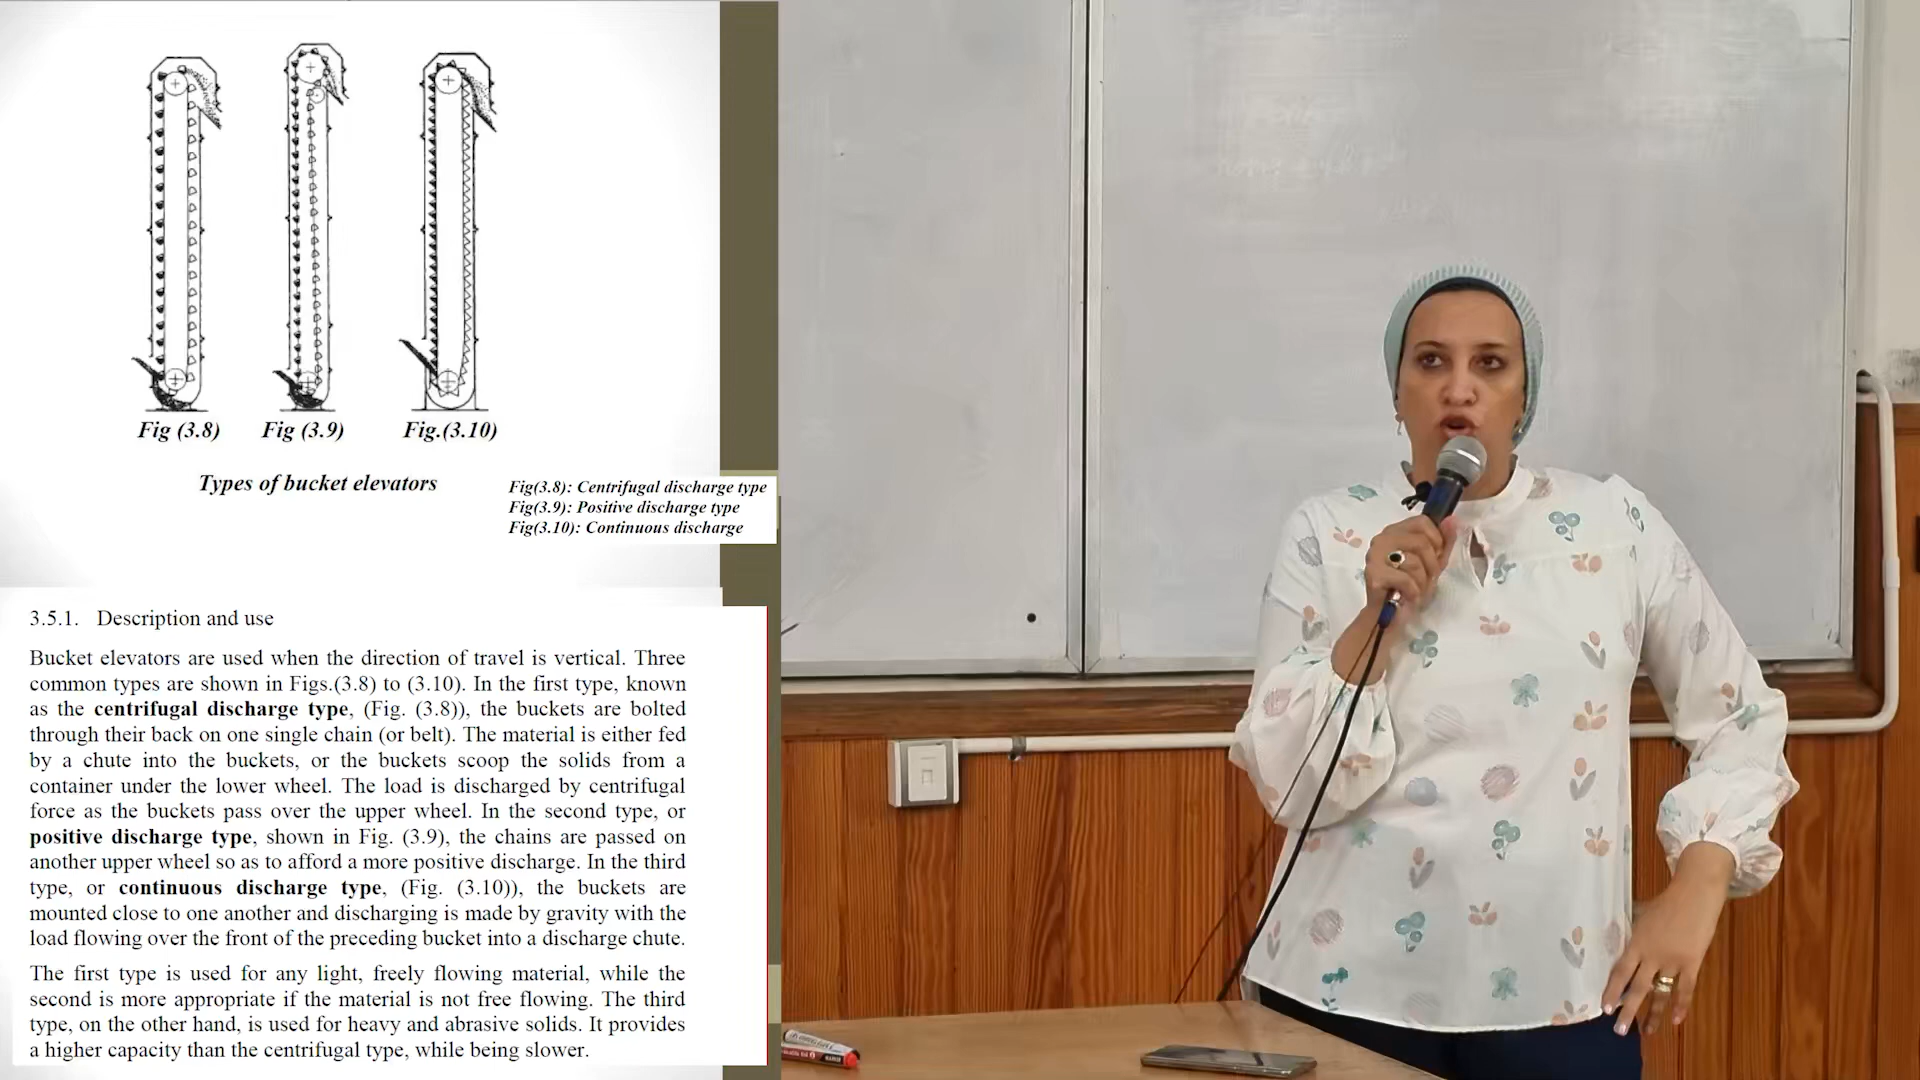 Fig (3.8) Fig (3.9) Fig.(3.10)
Types of bucket elevators
Fig(3.8): Centrifugal discharge type
Fig(3.9): Positive discharge type
Fig(3.10): Continuous discharge
3.5.1. Description and use
Bucket elevators are used when the direction of travel is vertical. Three
common types are shown in Figs.(3.8) to (3.10). In the first type, known
as the centrifugal discharge type, (Fig. (3.8)), the buckets are bolted
through their back on one single chain (or belt). The material is either fed
by a chute into the buckets, or the buckets scoop the solids from a
container under the lower wheel. The load is discharged by centrifugal
force as the buckets pass over the upper wheel. In the second type, or
positive discharge type, shown in Fig. (3.9), the chains are passed on
another upper wheel so as to afford a more positive discharge. In the third
type, or continuous discharge type, (Fig. (3.10)), the buckets are
mounted close to one another and discharging is made by gravity with the
load flowing over the front of the preceding bucket into a discharge chute.
The first type is used for any light, freely flowing material, while the
second is more appropriate if the material is not free flowing. The third
type, on the other hand, is used for heavy and abrasive solids. It provides
a higher capacity than the centrifugal type, while being slower.